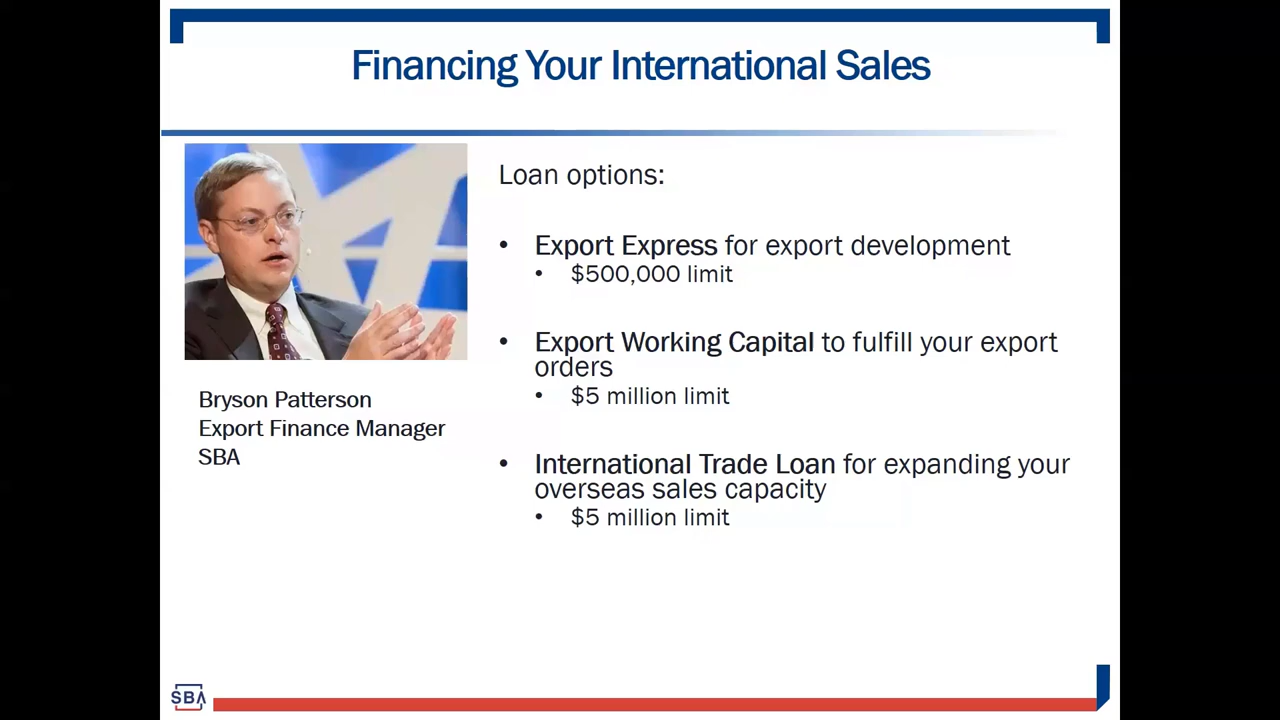 Financing Your International Sales
Loan options:
• Export Express for export development
• $500,000 limit
• Export Working Capital to fulfill your export
orders
• $5 million limit
• International Trade Loan for expanding your
overseas sales capacity
• $5 million limit
Bryson Patterson
Export Finance Manager
SBA
SBA